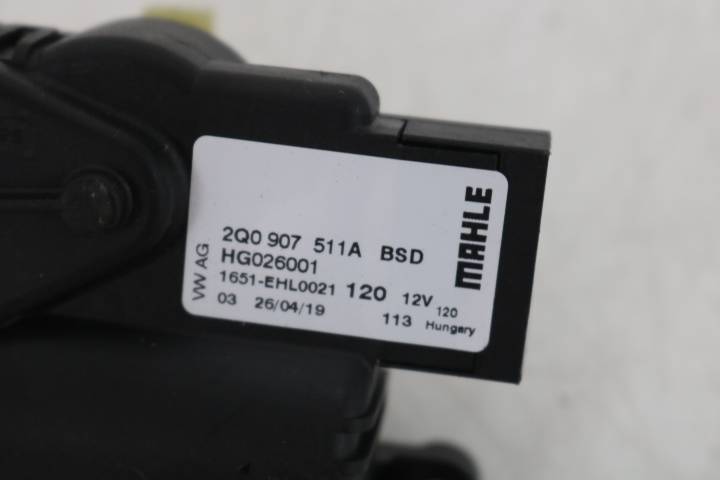 2Q0 907 511A BSD
HG026001
1651-EHL0021 120 12V 120
03 26/04/19 113 Hungary
VW AG
MAHLE